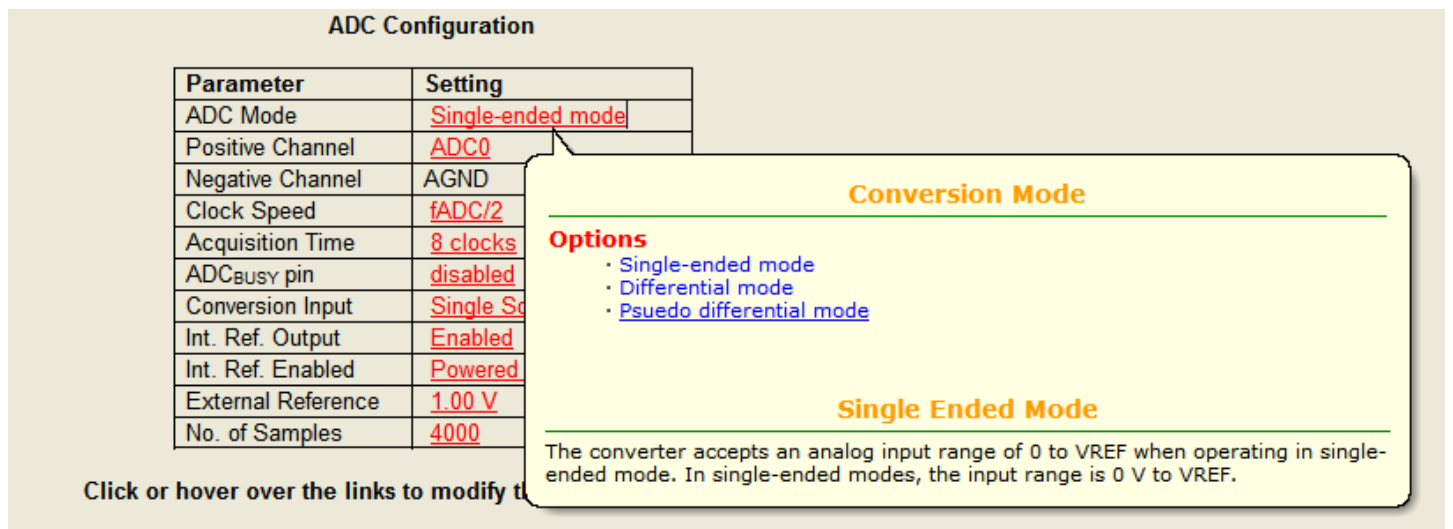 ADC Configuration
Parameter Setting
ADC Mode Single-ended mode
Positive Channel ADC0
Negative Channel AGND
Clock Speed fADC/2
Acquisition Time 8 clocks
ADCBUSY pin disabled
Conversion Input Single
Int. Ref. Output Enabled
Int. Ref. Enabled Powered
External Reference 1.00 V
No. of Samples 4000
Click or hover over the links to modify
Conversion Mode
Options
· Single-ended mode
· Differential mode
· Psuedo differential mode
Single Ended Mode
The converter accepts an analog input range of 0 to VREF when operating in single-
ended mode. In single-ended modes, the input range is 0 V to VREF.